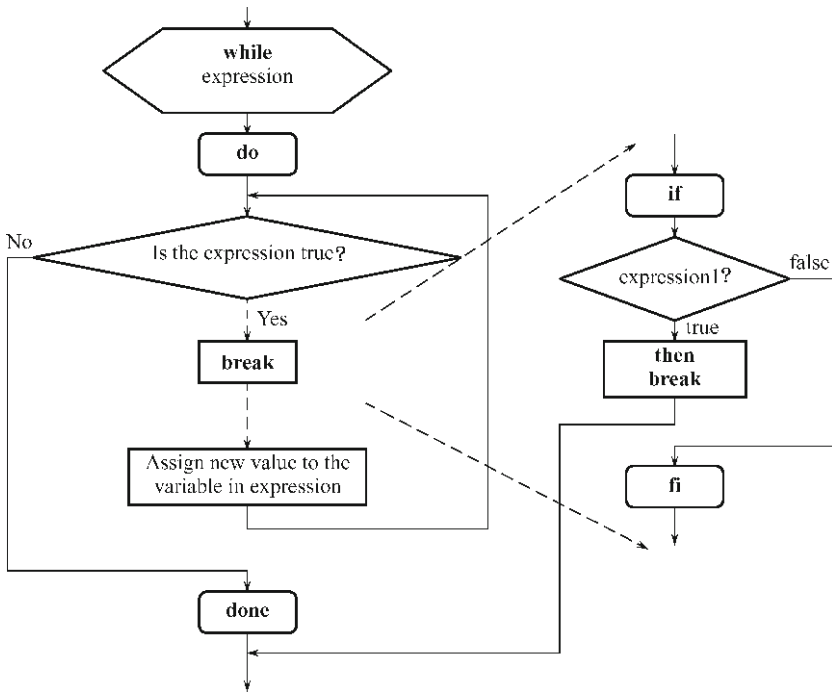 while
expression
do
No
Is the expression true?
Yes
break
Assign new value to the
variable in expression
done
if
expression1?
false
true
then
break
fi